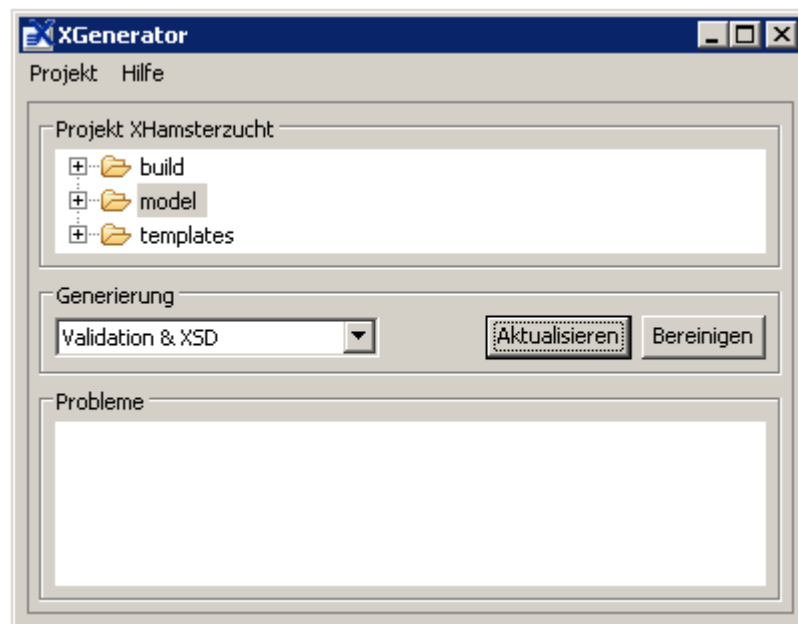 XGenerator
Projekt Hilfe
Projekt XHamsterzucht
build
model
templates
Generierung
Validation & XSD
Aktualisieren Bereinigen
Probleme